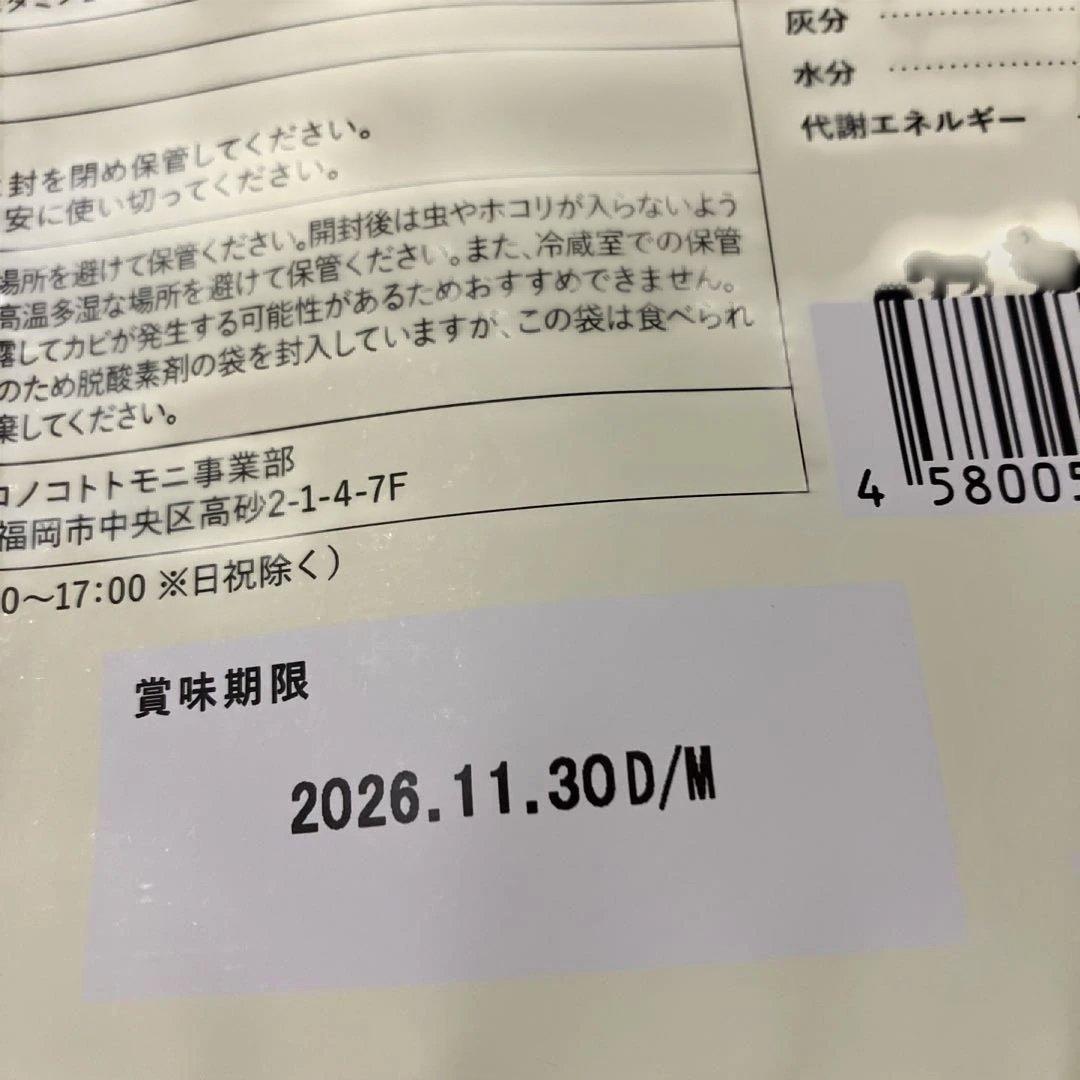 灰分
水分
代謝エネルギー
封を閉め保管してください。
安に使い切ってください。
場所を避けて保管ください。開封後は虫やホコリが入らないよう
高温多湿な場所を避けて保管ください。また、冷蔵室での保管
露してカビが発生する可能性があるためおすすめできません。
のため脱酸素剤の袋を封入していますが、この袋は食べられ
棄してください。
コノコトトモニ事業部
福岡市中央区高砂2-1-4-7F
0～17:00 ※日祝除く）
4 58005
賞味期限
2026.11.30D/M